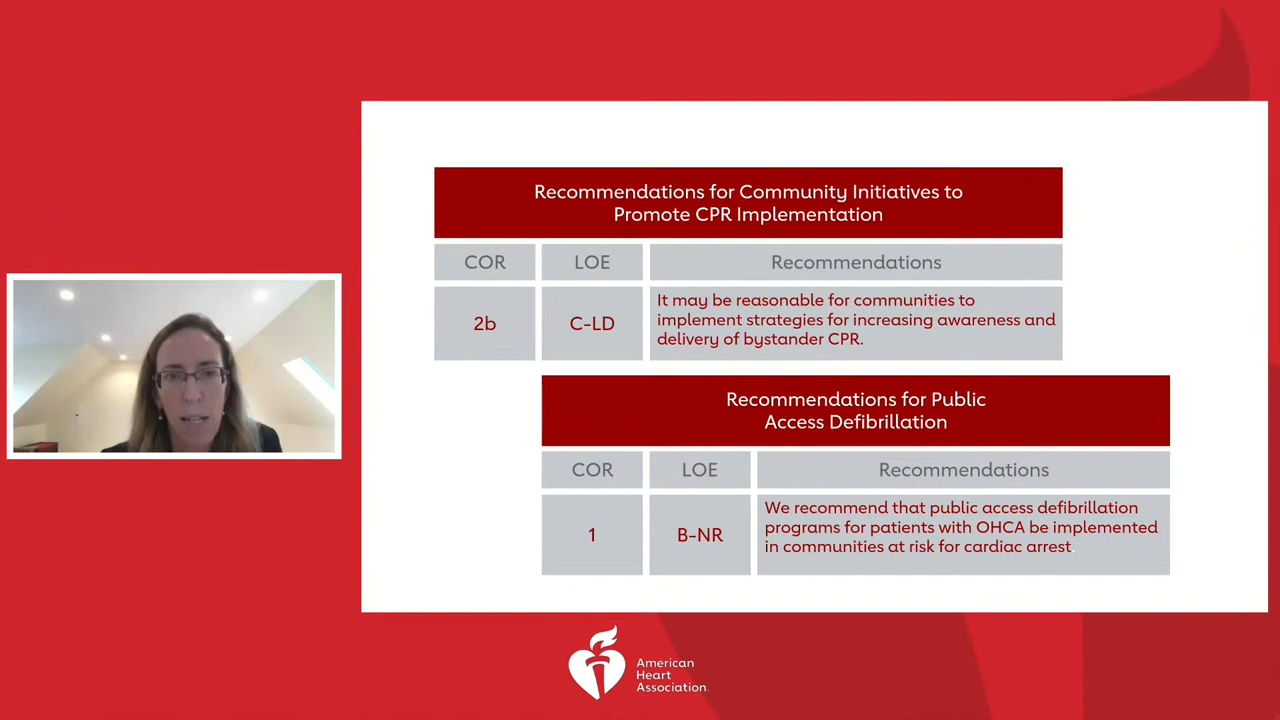 Recommendations for Community Initiatives to
Promote CPR Implementation
COR
LOE
Recommendations
2b
C-LD
It may be reasonable for communities to
implement strategies for increasing awareness and
delivery of bystander CPR.
Recommendations for Public
Access Defibrillation
COR
LOE
Recommendations
1
B-NR
We recommend that public access defibrillation
programs for patients with OHCA be implemented
in communities at risk for cardiac arrest.
American
Heart
Association.